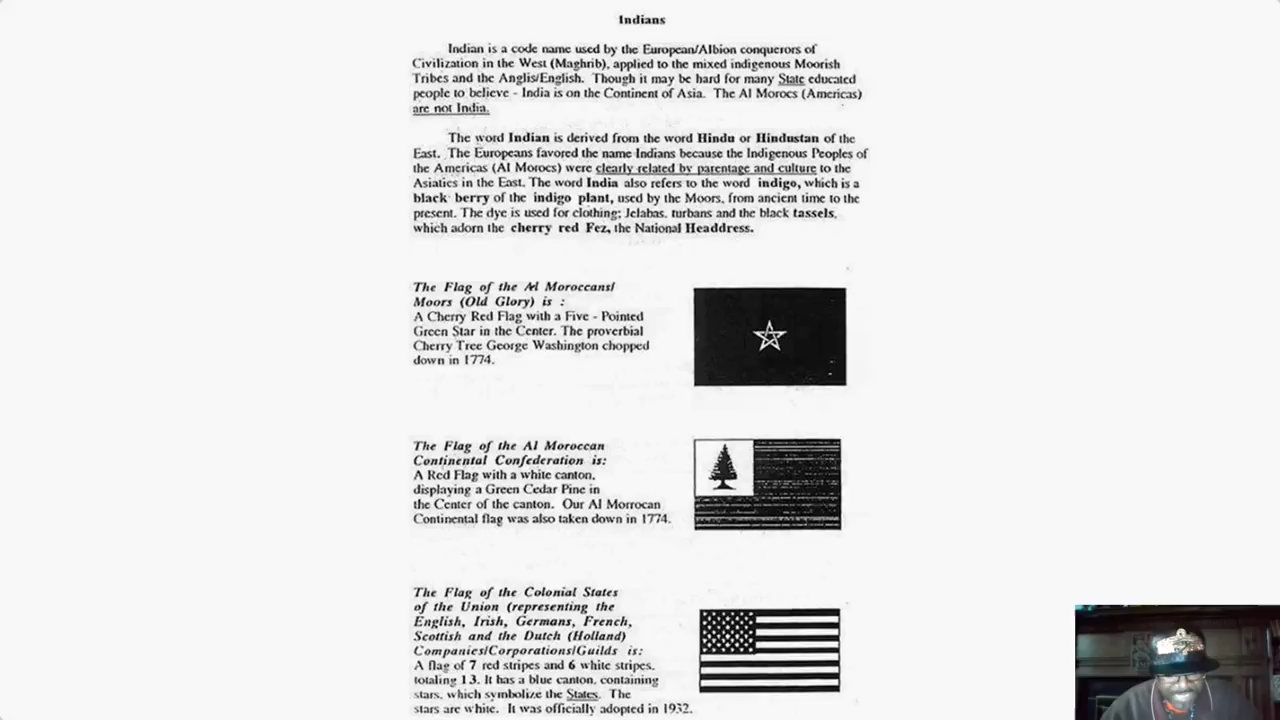 Indians
Indian is a code name used by the European/Albion conquerors of
Civilization in the West (Maghrib), applied to the mixed indigenous Moorish
Tribes and the Anglis/English. Though it may be hard for many State educated
people to believe - India is on the Continent of Asia. The Al Morocs (Americas)
are not India.
The word Indian is derived from the word Hindu or Hindustan of the
East. The Europeans favored the name Indians because the Indigenous Peoples of
the Americas (Al Morocs) were clearly related by parentage and culture to the
Asiatics in the East. The word India also refers to the word indigo, which is a
black berry of the indigo plant, used by the Moors, from ancient time to the
present. The dye is used for clothing; Jelabas, turbans and the black tassels,
which adorn the cherry red Fez, the National Headdress.
The Flag of the Al Moroccans/
Moors (Old Glory) is :
A Cherry Red Flag with a Five - Pointed
Green Star in the Center. The proverbial
Cherry Tree George Washington chopped
down in 1774.
The Flag of the Al Moroccan
Continental Confederation is:
A Red Flag with a white canton,
displaying a Green Cedar Pine in
the Center of the canton. Our Al Morrocan
Continental flag was also taken down in 1774.
The Flag of the Colonial States
of the Union (representing the
English, Irish, Germans, French,
Scottish and the Dutch (Holland)
Companies/Corporations/Guilds is:
A flag of 7 red stripes and 6 white stripes,
totaling 13. It has a blue canton, containing
stars, which symbolize the States. The
stars are white. It was officially adopted in 1932.